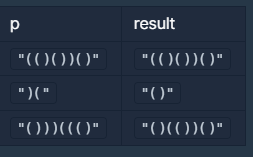 p result
"(()())()" "(()())()"
")(" "()"
"()))((()" "()(())()"